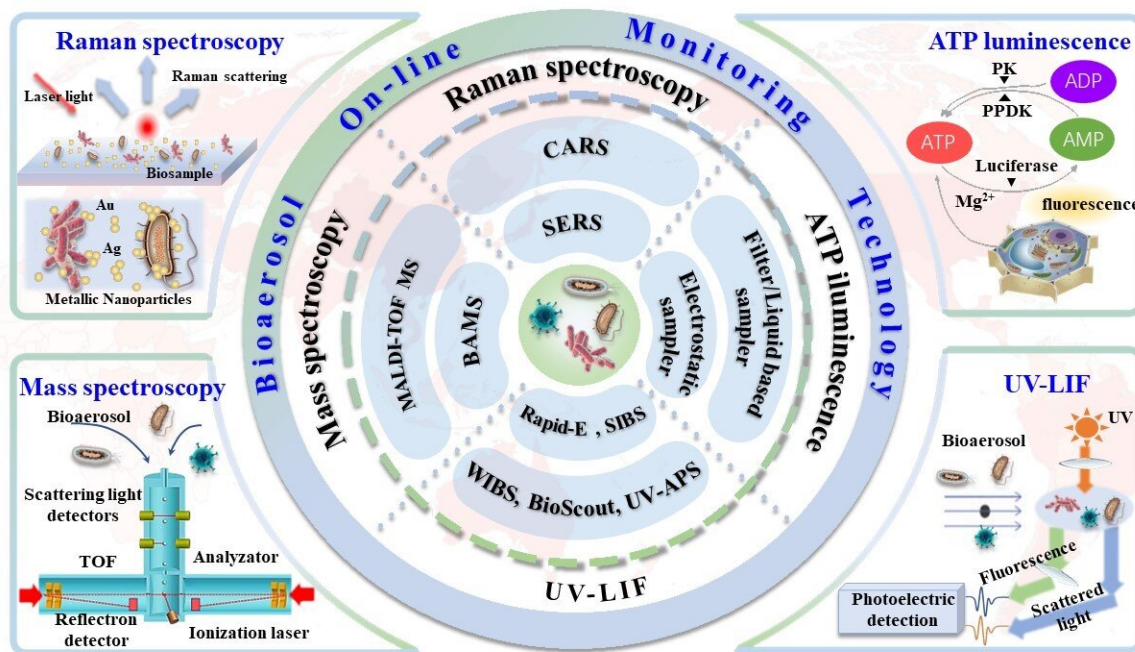 Raman spectroscopy
Laser light
Raman scattering
Biosample
Au
Ag
Metallic Nanoparticles
Bioaerosol On-line Monitoring Technology
Raman spectroscopy
CARS
SERS
Mass spectroscopy
MALDI-TOF MS
BAMS
Electrostatic
sampler
Filter/Liquid based
sampler
ATP iluminescence
Rapid-E , SIBS
WIBS, BioScout, UV-APS
UV-LIF
ATP luminescence
PK
ADP
PPDK
ATP
AMP
Luciferase
Mg2+
fluorescence
Mass spectroscopy
Bioaerosol
Scattering light
detectors
TOF
Analyzator
Reflectron
detector
Ionization laser
UV-LIF
UV
Bioaerosol
Fluorescence
Scattered
light
Photoelectric
detection